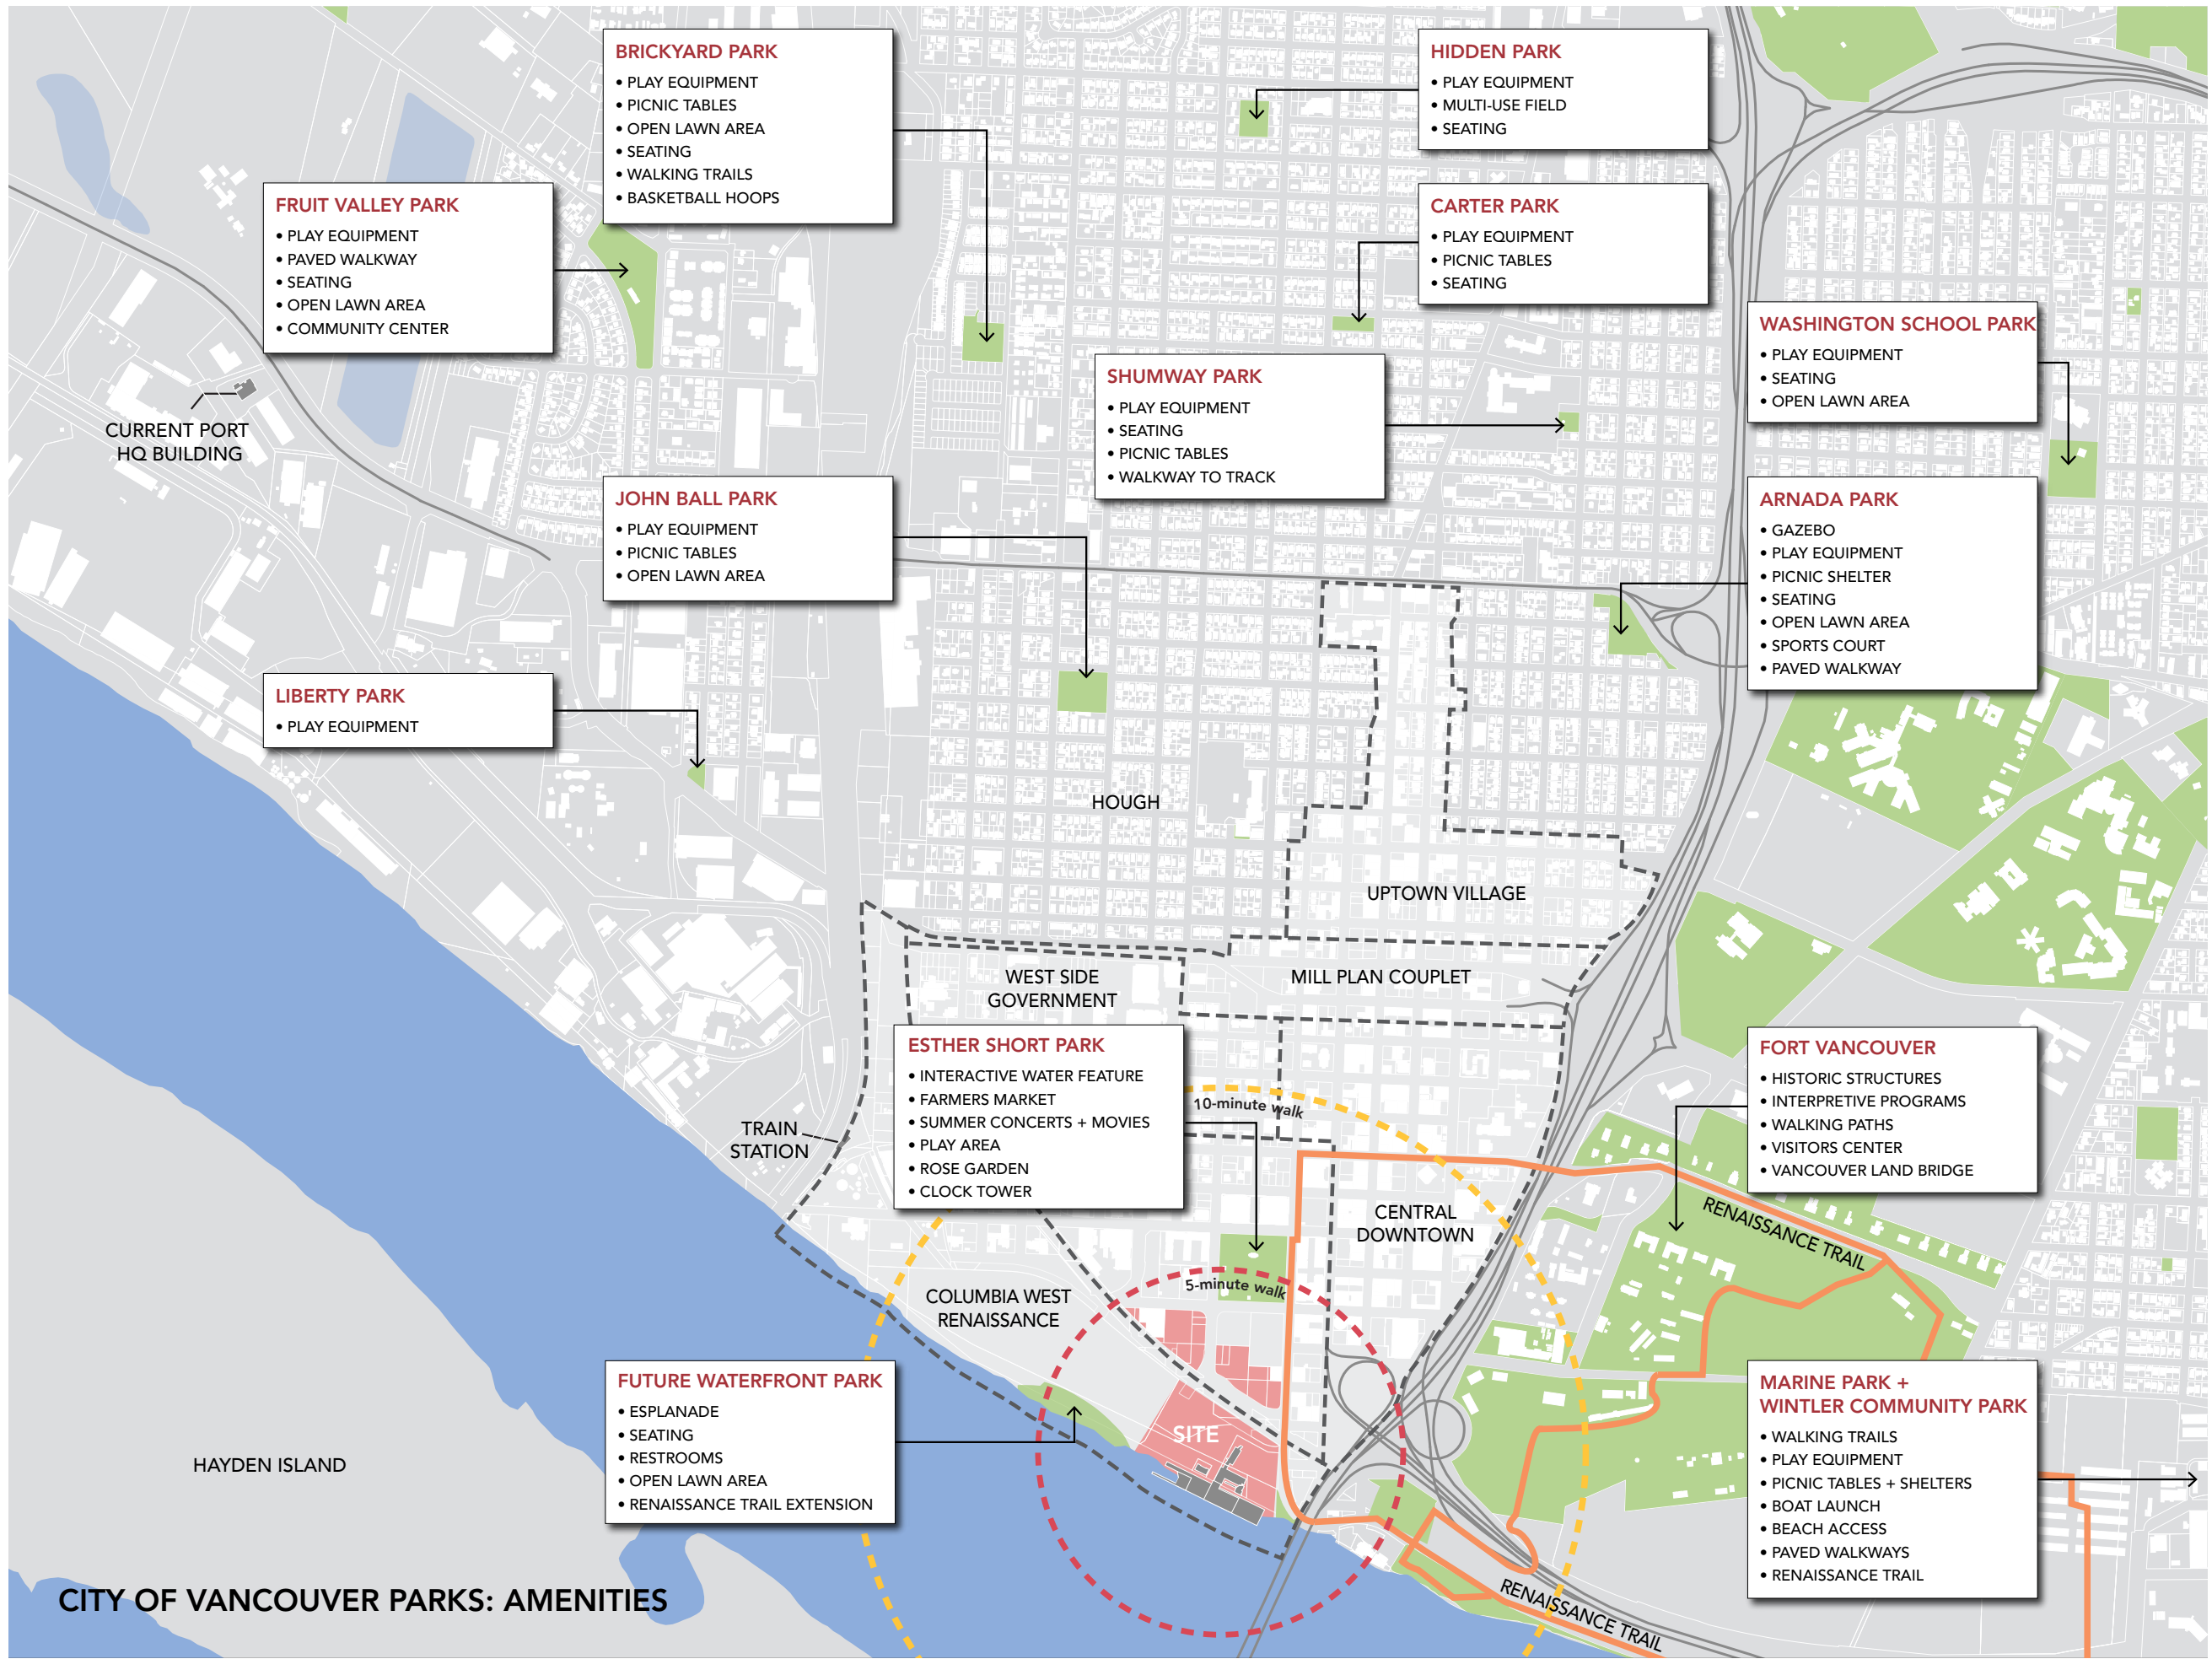 BRICKYARD PARK
• PLAY EQUIPMENT
• PICNIC TABLES
• OPEN LAWN AREA
• SEATING
• WALKING TRAILS
• BASKETBALL HOOPS
HIDDEN PARK
• PLAY EQUIPMENT
• MULTI-USE FIELD
• SEATING
FRUIT VALLEY PARK
• PLAY EQUIPMENT
• PAVED WALKWAY
• SEATING
• OPEN LAWN AREA
• COMMUNITY CENTER
CARTER PARK
• PLAY EQUIPMENT
• PICNIC TABLES
• SEATING
WASHINGTON SCHOOL PARK
• PLAY EQUIPMENT
• SEATING
• OPEN LAWN AREA
SHUMWAY PARK
• PLAY EQUIPMENT
• SEATING
• PICNIC TABLES
• WALKWAY TO TRACK
CURRENT PORT
HQ BUILDING
JOHN BALL PARK
• PLAY EQUIPMENT
• PICNIC TABLES
• OPEN LAWN AREA
ARNADA PARK
• GAZEBO
• PLAY EQUIPMENT
• PICNIC SHELTER
• SEATING
• OPEN LAWN AREA
• SPORTS COURT
• PAVED WALKWAY
LIBERTY PARK
• PLAY EQUIPMENT
HOUGH
UPTOWN VILLAGE
WEST SIDE
GOVERNMENT
MILL PLAN COUPLET
ESTHER SHORT PARK
• INTERACTIVE WATER FEATURE
• FARMERS MARKET
• SUMMER CONCERTS + MOVIES
• PLAY AREA
• ROSE GARDEN
• CLOCK TOWER
10-minute walk
FORT VANCOUVER
• HISTORIC STRUCTURES
• INTERPRETIVE PROGRAMS
• WALKING PATHS
• VISITORS CENTER
• VANCOUVER LAND BRIDGE
TRAIN
STATION
CENTRAL
DOWNTOWN
RENAISSANCE TRAIL
5-minute walk
COLUMBIA WEST
RENAISSANCE
FUTURE WATERFRONT PARK
• ESPLANADE
• SEATING
• RESTROOMS
• OPEN LAWN AREA
• RENAISSANCE TRAIL EXTENSION
SITE
MARINE PARK +
WINTLER COMMUNITY PARK
• WALKING TRAILS
• PLAY EQUIPMENT
• PICNIC TABLES + SHELTERS
• BOAT LAUNCH
• BEACH ACCESS
• PAVED WALKWAYS
• RENAISSANCE TRAIL
HAYDEN ISLAND
RENAISSANCE TRAIL
CITY OF VANCOUVER PARKS: AMENITIES